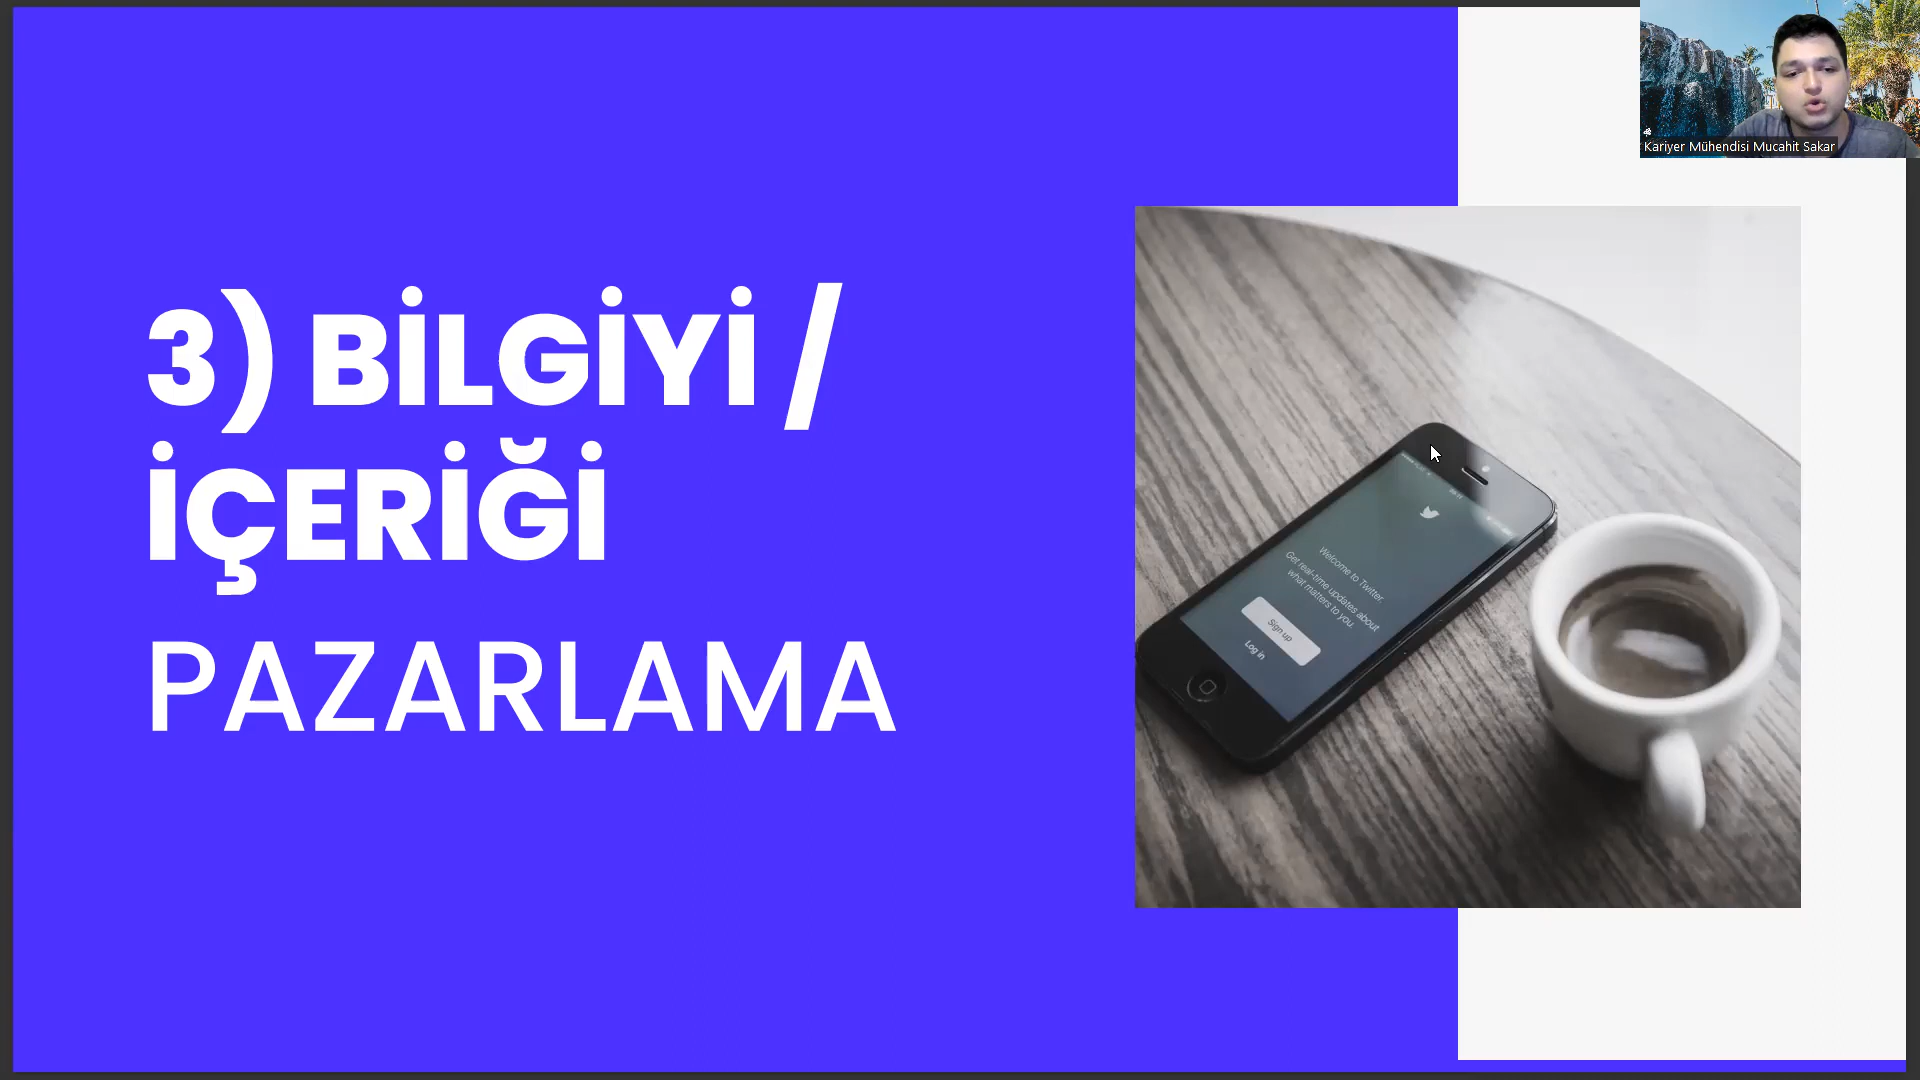 3) BİLGİYİ /
İÇERİĞİ
PAZARLAMA
Kariyer Mühendisi Mucahit Sakar
Welcome to Twitter.
Get real-time updates about
what matters to you.
Sign up
Log in